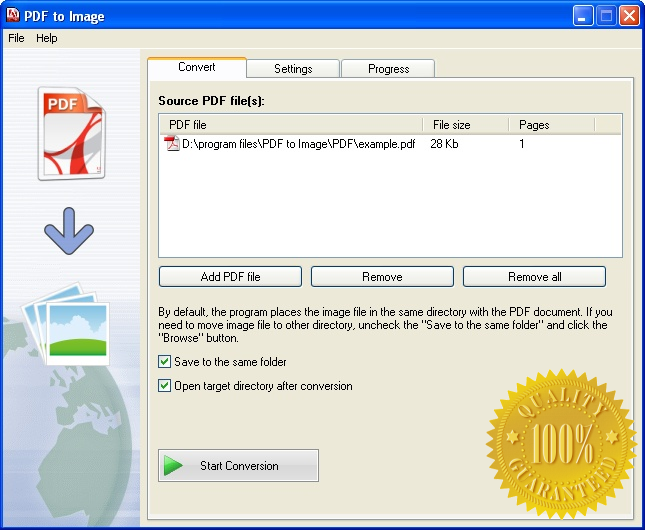 PDF to Image
File Help
PDF
Convert Settings Progress
Source PDF file(s):
PDF file File size Pages
D:\program files\PDF to Image\PDF\example.pdf 28 Kb 1
Add PDF file Remove Remove all
By default, the program places the image file in the same directory with the PDF document. If you
need to move image file to other directory, uncheck the "Save to the same folder" and click the
"Browse" button.
Save to the same folder
Open target directory after conversion
Start Conversion
QUALITY
100%
GUARANTEED